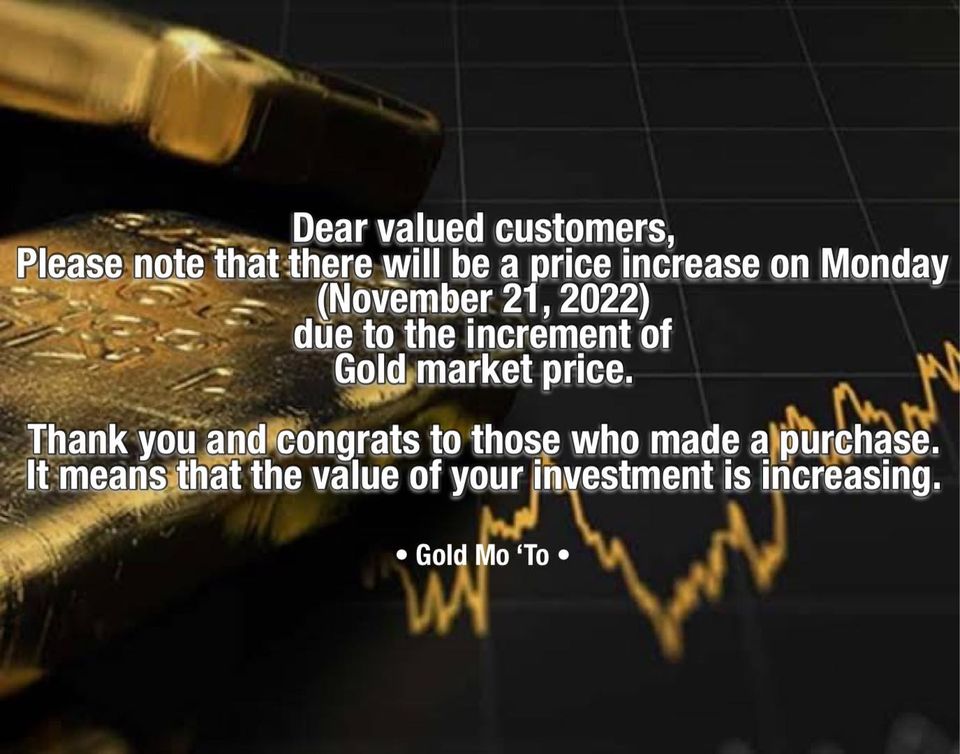 Dear valued customers,
Please note that there will be a price increase on Monday
(November 21, 2022)
due to the increment of
Gold market price.
Thank you and congrats to those who made a purchase.
It means that the value of your investment is increasing.
• Gold Mo ‘To •